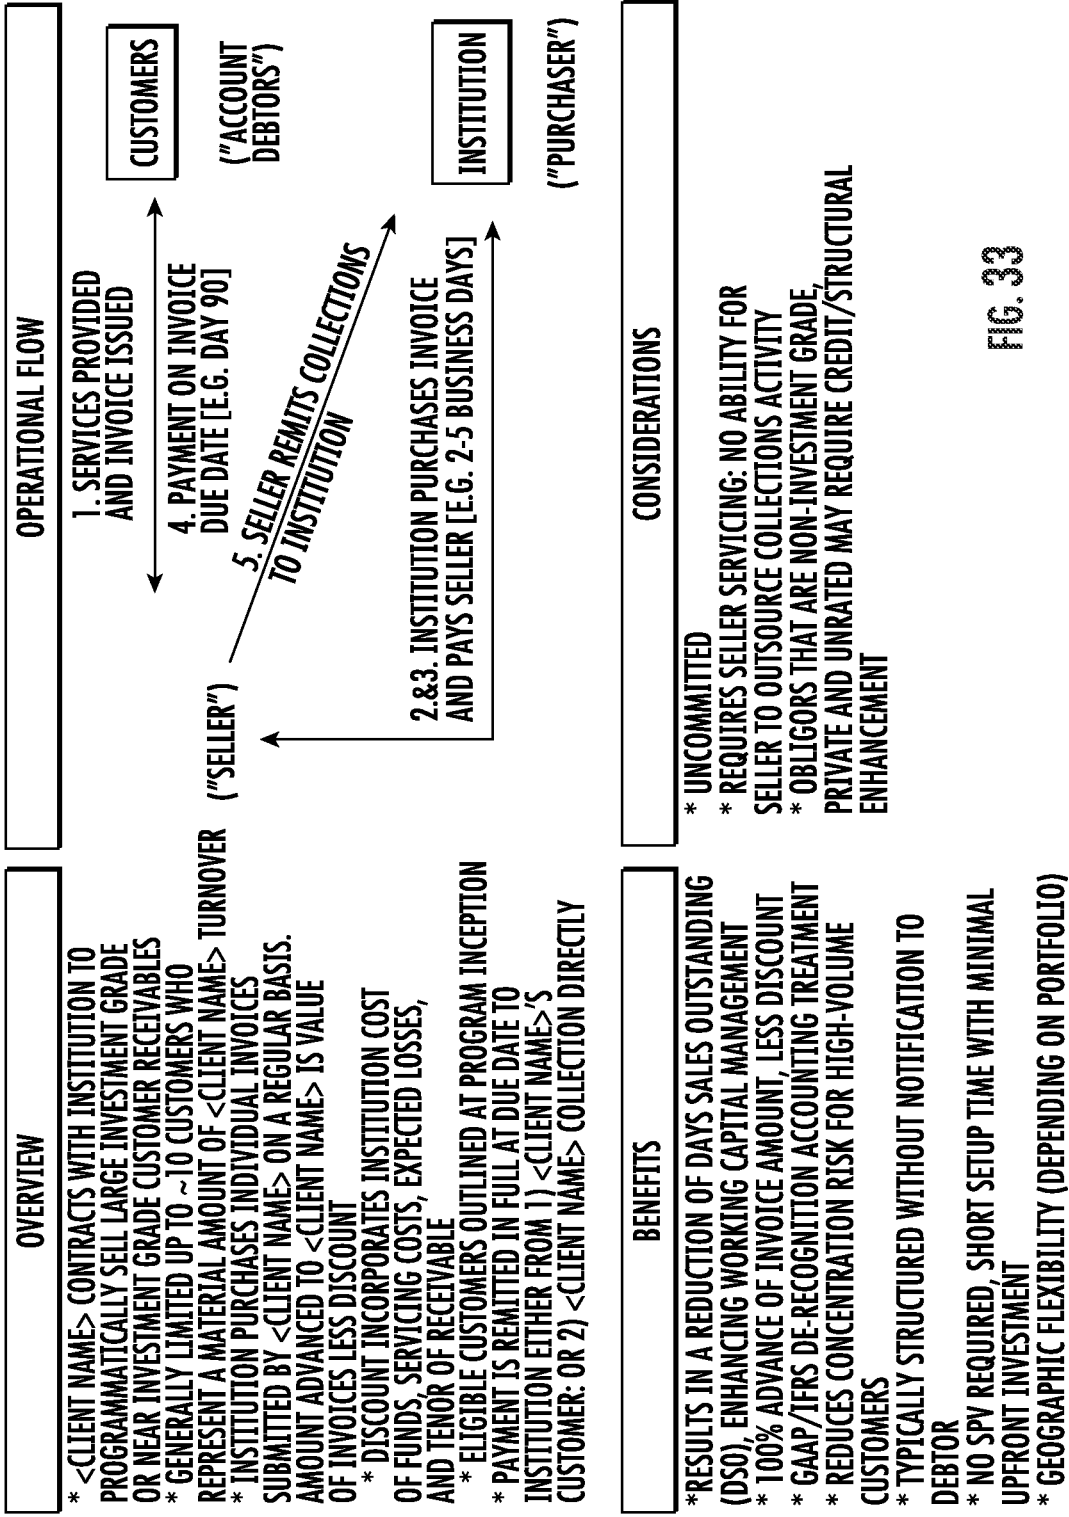 OVERVIEW
* <CLIENT NAME> CONTRACTS WITH INSTITUTION TO
PROGRAMMATICALLY SELL LARGE INVESTMENT GRADE
OR NEAR INVESTMENT GRADE CUSTOMER RECEIVABLES
* GENERALLY LIMITED UP TO ~10 CUSTOMERS WHO
REPRESENT A MATERIAL AMOUNT OF <CLIENT NAME> TURNOVER
* INSTITUTION PURCHASES INDIVIDUAL INVOICES
SUBMITTED BY <CLIENT NAME> ON A REGULAR BASIS.
AMOUNT ADVANCED TO <CLIENT NAME> IS VALUE
OF INVOICES LESS DISCOUNT
* DISCOUNT INCORPORATES INSTITUTION COST
OF FUNDS, SERVICING COSTS, EXPECTED LOSSES,
AND TENOR OF RECEIVABLE
* ELIGIBLE CUSTOMERS OUTLINED AT PROGRAM INCEPTION
* PAYMENT IS REMITTED IN FULL AT DUE DATE TO
INSTITUTION EITHER FROM 1) <CLIENT NAME>'S
CUSTOMER: OR 2) <CLIENT NAME> COLLECTION DIRECTLY
OPERATIONAL FLOW
1. SERVICES PROVIDED
AND INVOICE ISSUED
CUSTOMERS
("ACCOUNT
DEBTORS")
4. PAYMENT ON INVOICE
DUE DATE [E.G. DAY 90]
("SELLER")
5. SELLER REMITS COLLECTIONS
TO INSTITUTION
2.&3. INSTITUTION PURCHASES INVOICE
AND PAYS SELLER [E.G. 2-5 BUSINESS DAYS]
INSTITUTION
("PURCHASER")
BENEFITS
*RESULTS IN A REDUCTION OF DAYS SALES OUTSTANDING
(DSO), ENHANCING WORKING CAPITAL MANAGEMENT
* 100% ADVANCE OF INVOICE AMOUNT, LESS DISCOUNT
* GAAP/IFRS DE-RECOGNITION ACCOUNTING TREATMENT
* REDUCES CONCENTRATION RISK FOR HIGH-VOLUME
CUSTOMERS
* TYPICALLY STRUCTURED WITHOUT NOTIFICATION TO
DEBTOR
* NO SPV REQUIRED, SHORT SETUP TIME WITH MINIMAL
UPFRONT INVESTMENT
* GEOGRAPHIC FLEXIBILITY (DEPENDING ON PORTFOLIO)
CONSIDERATIONS
* UNCOMMITTED
* REQUIRES SELLER SERVICING: NO ABILITY FOR
SELLER TO OUTSOURCE COLLECTIONS ACTIVITY
* OBLIGORS THAT ARE NON-INVESTMENT GRADE,
PRIVATE AND UNRATED MAY REQUIRE CREDIT/STRUCTURAL
ENHANCEMENT
FIG. 33